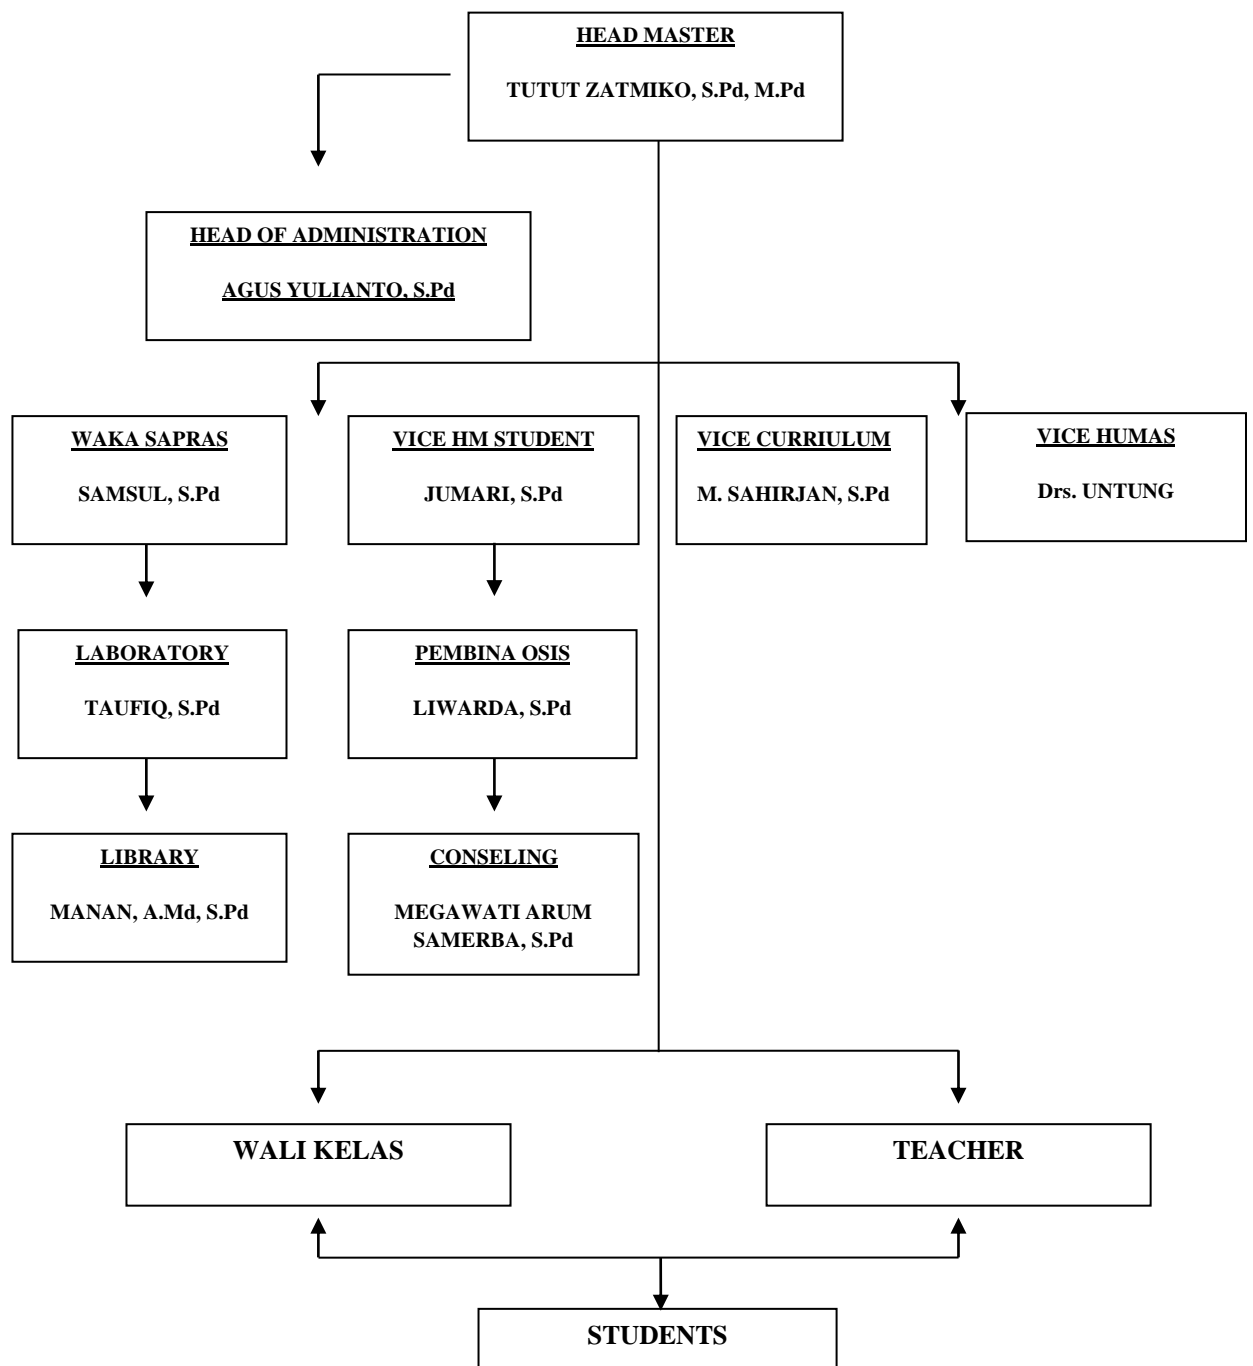 HEAD MASTER
TUTUT ZATMIKO, S.Pd, M.Pd
HEAD OF ADMINISTRATION
AGUS YULIANTO, S.Pd
WAKA SAPRAS
SAMSUL, S.Pd
VICE HM STUDENT
JUMARI, S.Pd
VICE CURRIULUM
M. SAHIRJAN, S.Pd
VICE HUMAS
Drs. UNTUNG
LABORATORY
TAUFIQ, S.Pd
PEMBINA OSIS
LIWARDA, S.Pd
LIBRARY
MANAN, A.Md, S.Pd
CONSELING
MEGAWATI ARUM
SAMERBA, S.Pd
WALI KELAS
TEACHER
STUDENTS